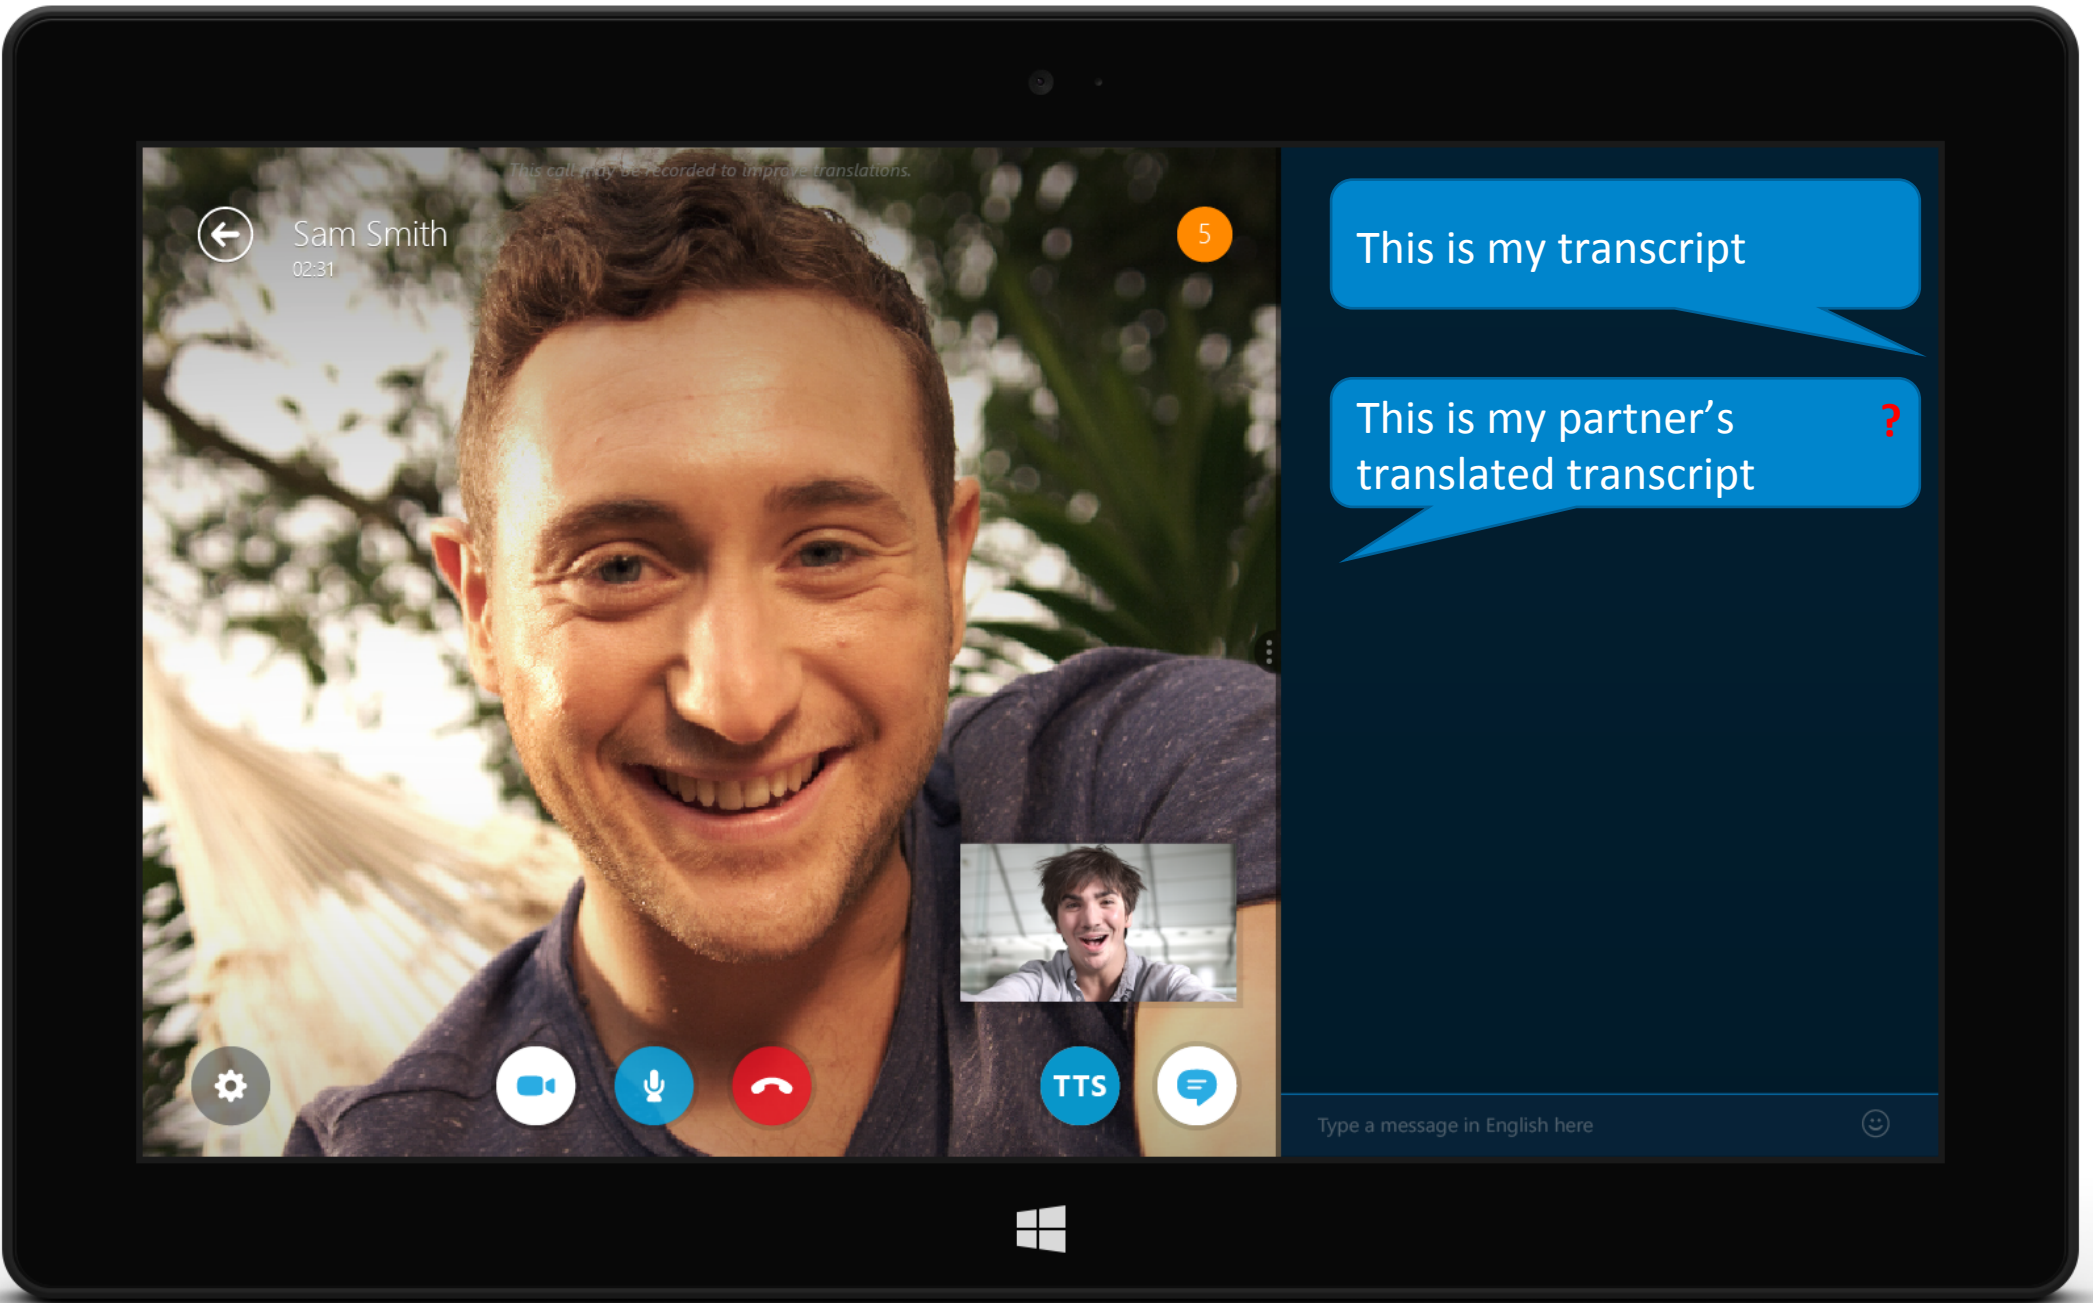 This call may be recorded to improve translations.
Sam Smith
02:31
5
This is my transcript
This is my partner’s
translated transcript
?
TTS
Type a message in English here